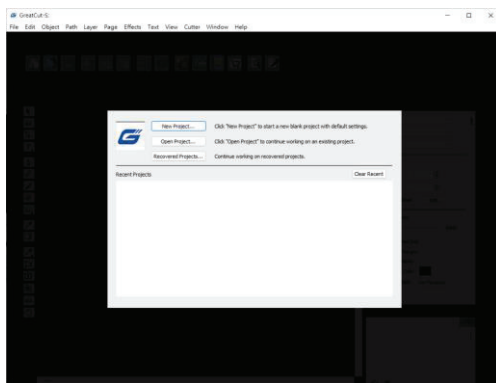 GreatCut-S:
File Edit Object Path Layer Page Effects Text View Cutter Window Help
New Project... Click "New Project" to start a new blank project with default settings.
Open Project... Click "Open Project" to continue working on an existing project.
Recovered Projects... Continue working on recovered projects.
Recent Projects Clear Recent